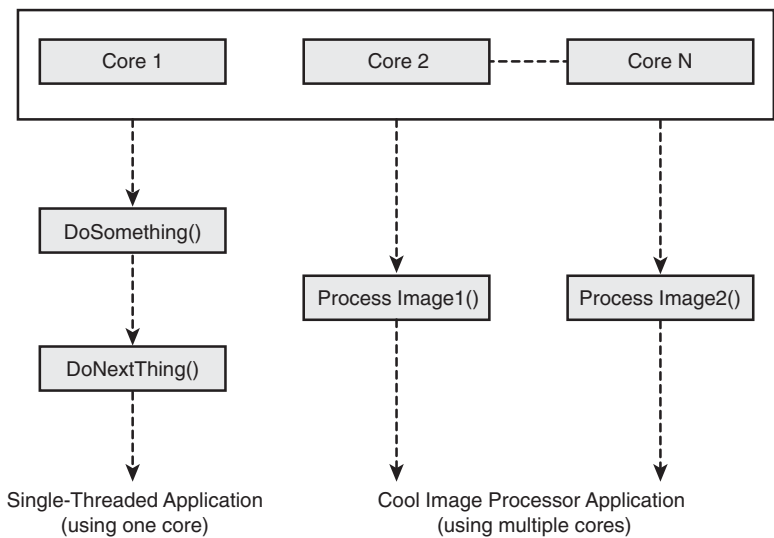 Core 1
Core 2
Core N
DoSomething()
Process Image1()
Process Image2()
DoNextThing()
Single-Threaded Application
(using one core)
Cool Image Processor Application
(using multiple cores)